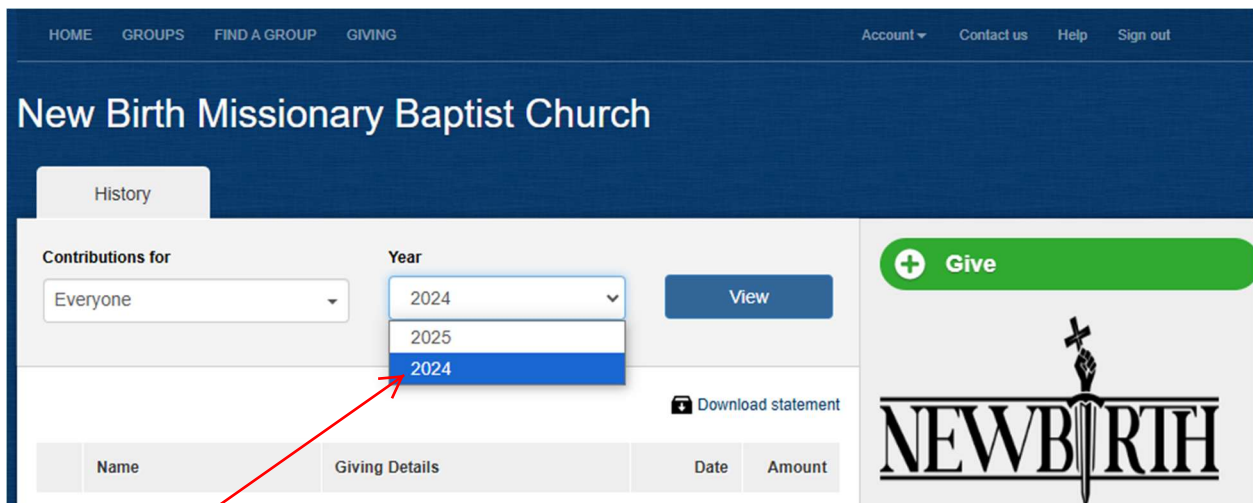 HOME GROUPS FIND A GROUP GIVING Account Contact us Help Sign out
New Birth Missionary Baptist Church
History
Contributions for
Everyone
Year
2024
2025
2024
View
Download statement
Name Giving Details Date Amount
Give
NEWBIRTH